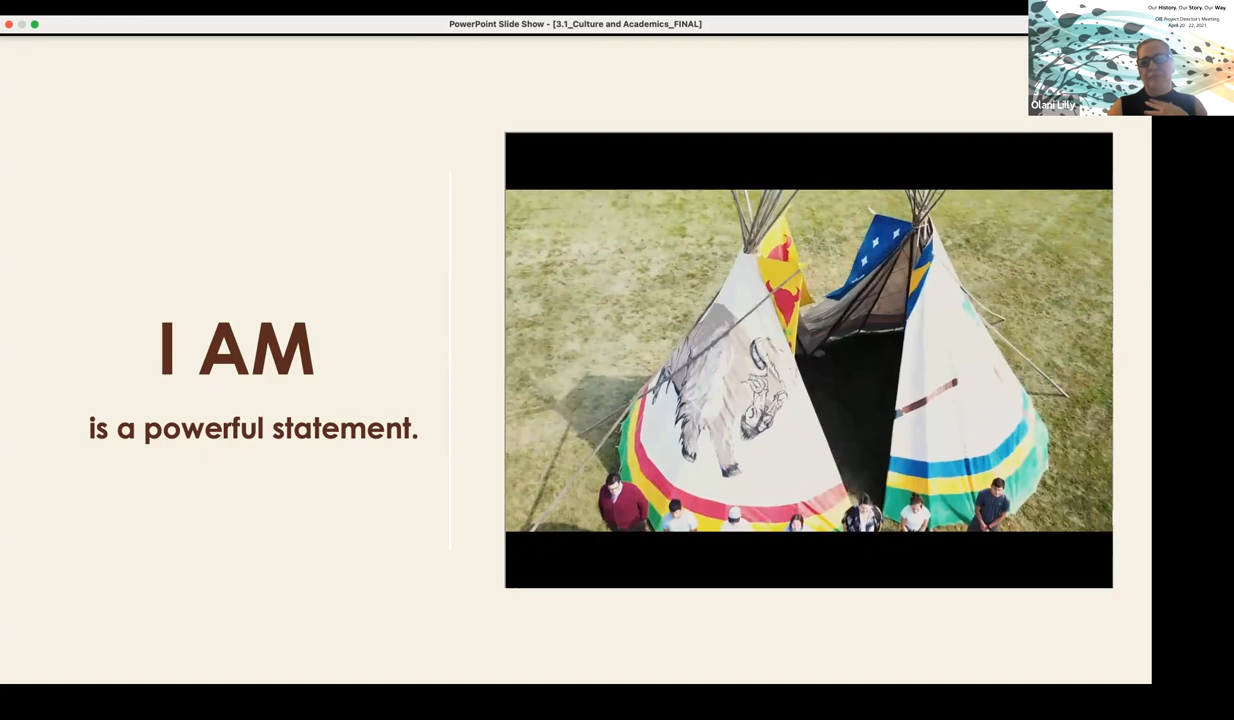 PowerPoint Slide Show - [3.1_Culture and Academics_FINAL]
Our History. Our Story. Our Way.
OIE Project Director's Meeting
April 20 - 22, 2021
Olani Lilly
I AM
is a powerful statement.